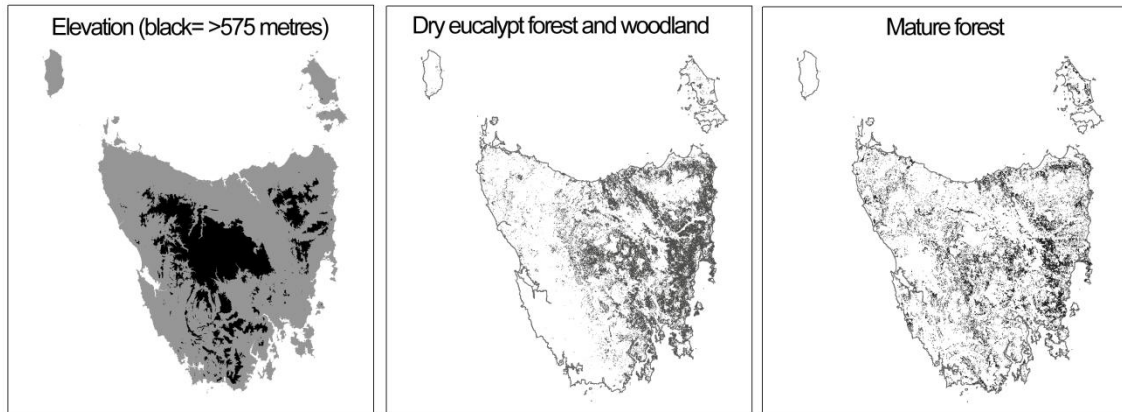 Elevation (black= >575 metres)
Dry eucalypt forest and woodland
Mature forest